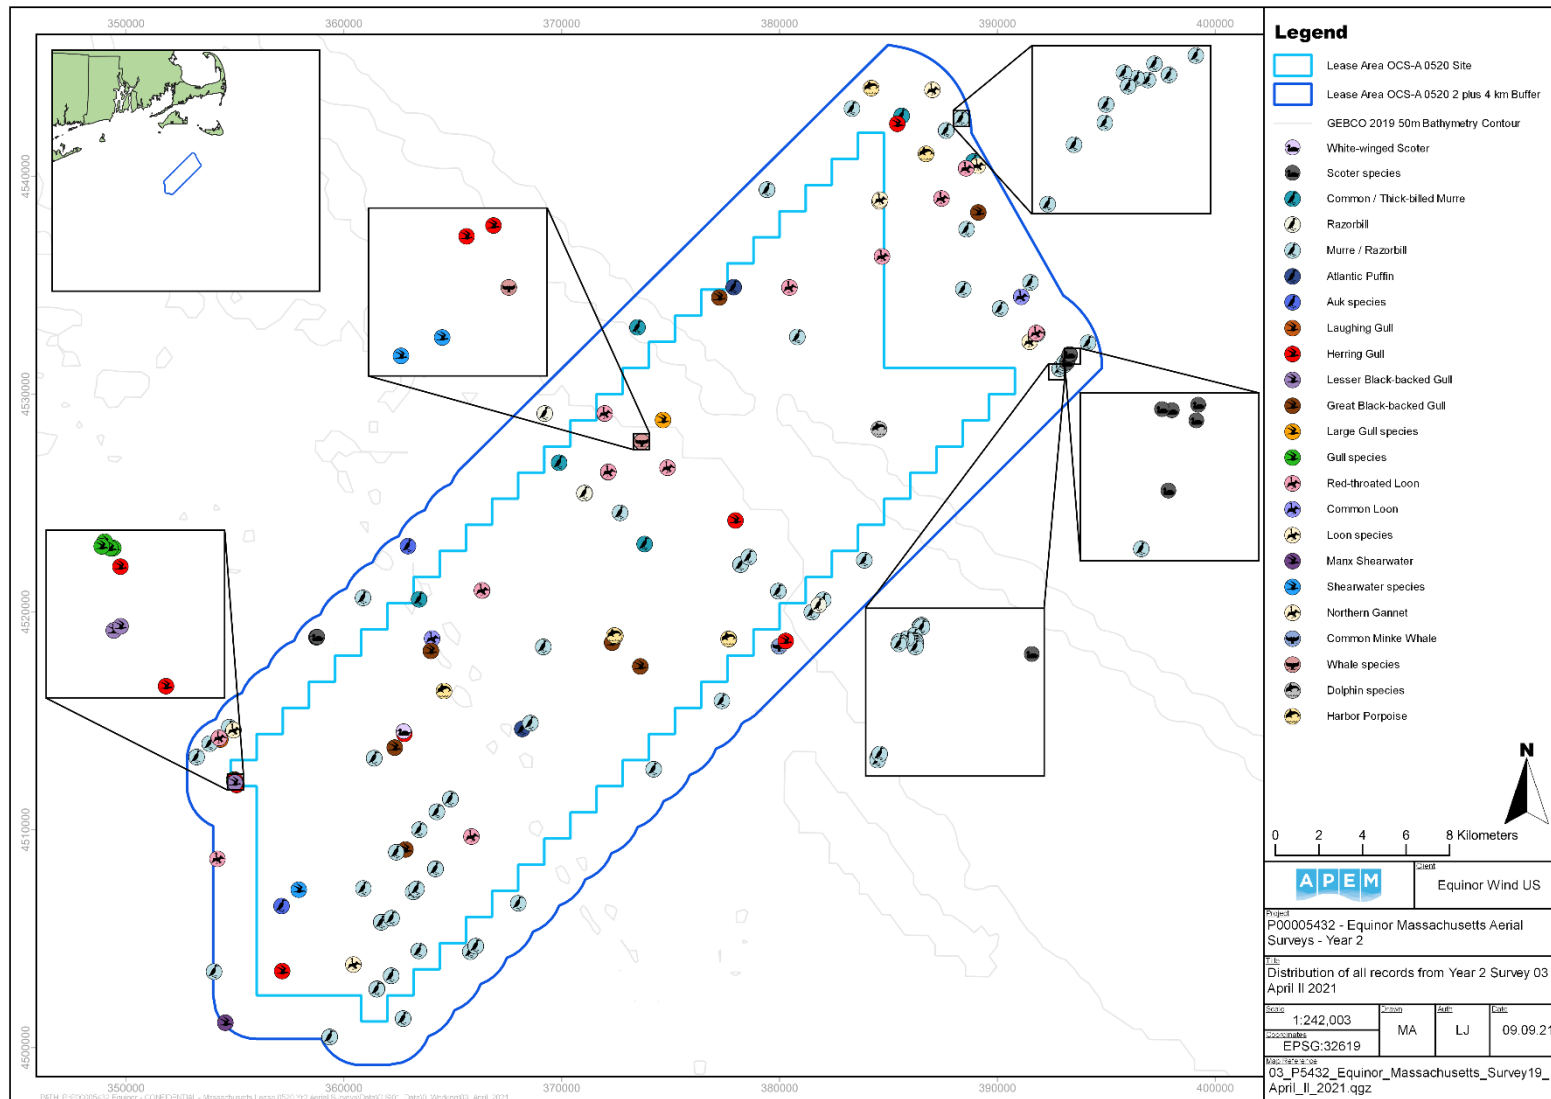 350000 360000 370000 380000 390000 400000
4540000
4530000
4520000
4510000
4500000
350000 360000 370000 380000 390000 400000
Legend
Lease Area OCS-A 0520 Site
Lease Area OCS-A 0520 2 plus 4 km Buffer
GEBCO 2019 50m Bathymetry Contour
White-winged Scoter
Scoter species
Common / Thick-billed Murre
Razorbill
Murre / Razorbill
Atlantic Puffin
Auk species
Laughing Gull
Herring Gull
Lesser Black-backed Gull
Great Black-backed Gull
Large Gull species
Gull species
Red-throated Loon
Common Loon
Loon species
Manx Shearwater
Shearwater species
Northern Gannet
Common Minke Whale
Whale species
Dolphin species
Harbor Porpoise
N
0 2 4 6 8 Kilometers
APEM
Client
Equinor Wind US
Project
P00005432 - Equinor Massachusetts Aerial
Surveys - Year 2
Title
Distribution of all records from Year 2 Survey 03
April II 2021
Scale
1:242,003
Coordinates
EPSG:32619
Drawn
MA
Auth
LJ
Date
09.09.21
Map Reference
03_P5432_Equinor_Massachusetts_Survey19_
April_II_2021.qgz